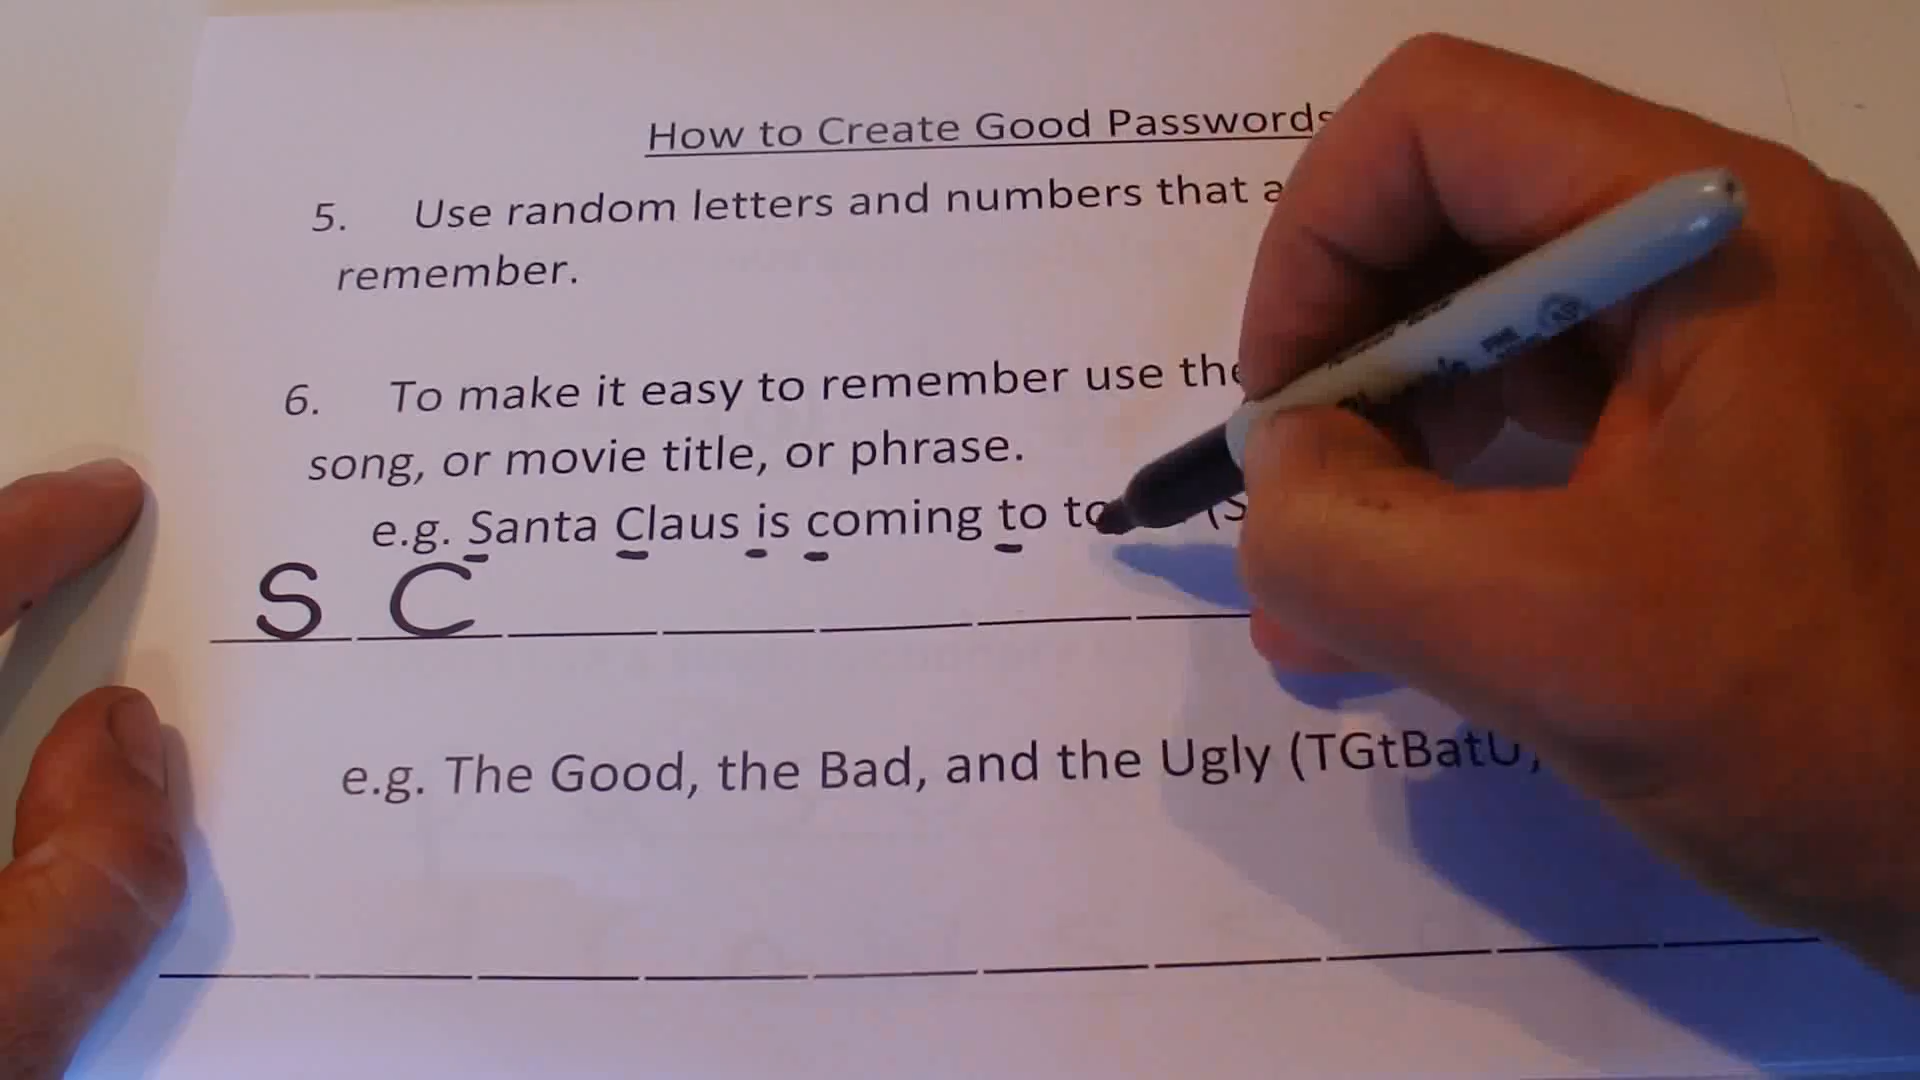 How to Create Good Passwords
5. Use random letters and numbers that
remember.
6. To make it easy to remember use the
song, or movie title, or phrase.
e.g. Santa Claus is coming to
S C
e.g. The Good, the Bad, and the Ugly (TGtBatU